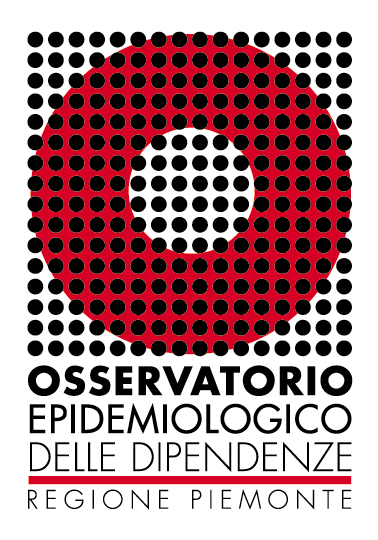 OSSERVATORIO
EPIDEMIOLOGICO
DELLE DIPENDENZE
REGIONE PIEMONTE